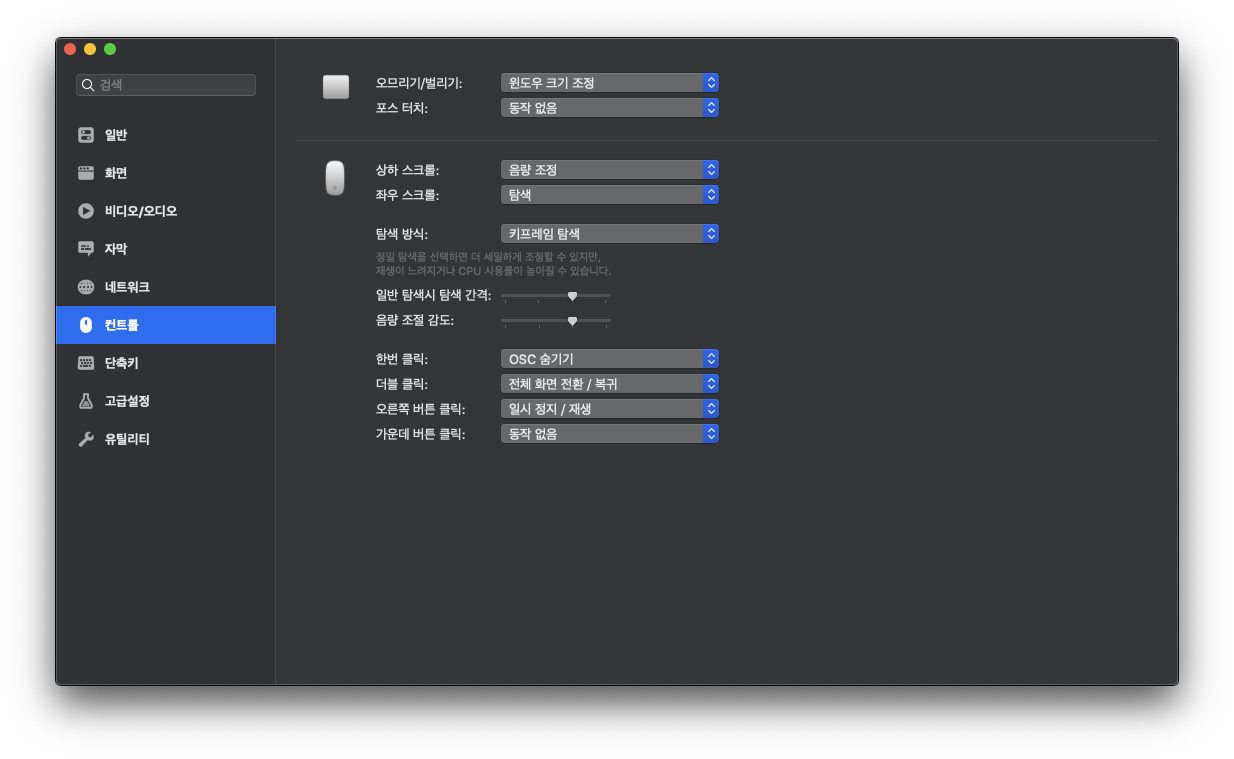 검색
일반
화면
비디오/오디오
자막
네트워크
컨트롤
단축키
고급설정
유틸리티
오므리기/벌리기: 윈도우 크기 조정
포스 터치: 동작 없음
상하 스크롤: 음량 조정
좌우 스크롤: 탐색
탐색 방식: 키프레임 탐색
정밀 탐색을 선택하면 더 세밀하게 조정할 수 있지만,
재생이 느려지거나 CPU 사용률이 높아질 수 있습니다.
일반 탐색시 탐색 간격:
음량 조절 감도:
한번 클릭: OSC 숨기기
더블 클릭: 전체 화면 전환 / 복귀
오른쪽 버튼 클릭: 일시 정지 / 재생
가운데 버튼 클릭: 동작 없음